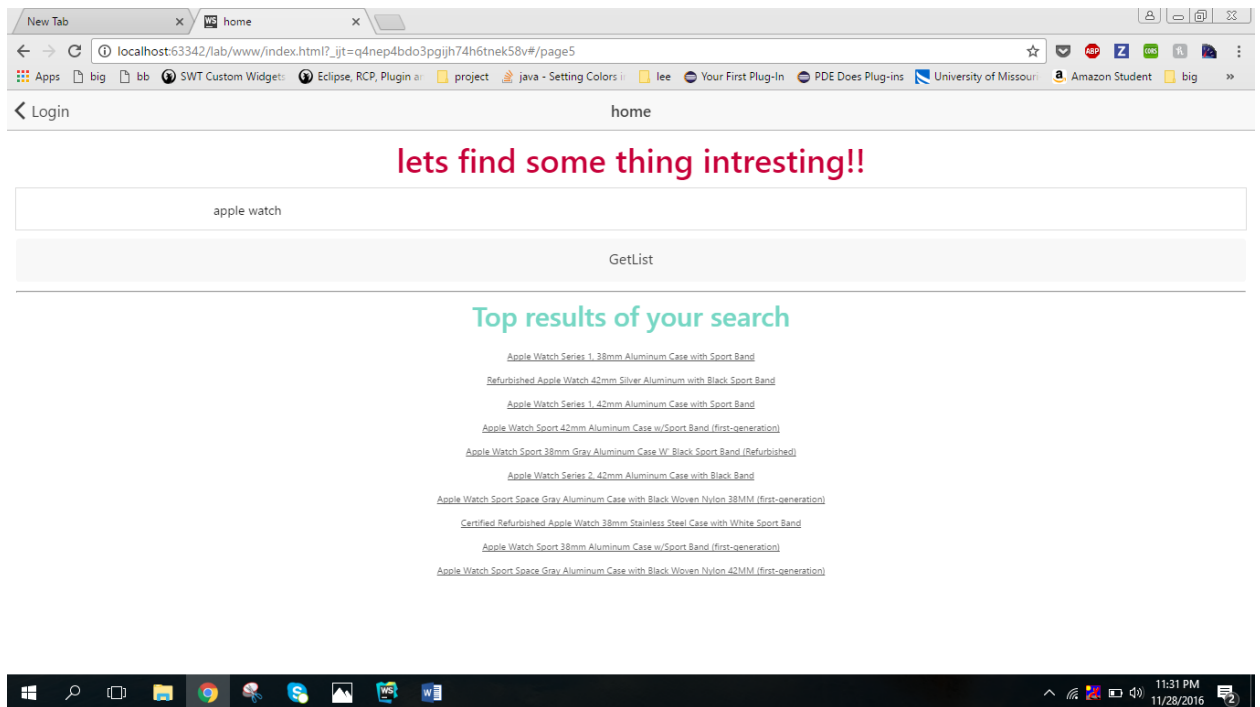 New Tab
WS home
localhost:63342/lab/www/index.html?_ijt=q4nep4bdo3pgijh74h6tnek58v#/page5
ABP Z CORS
Apps big bb SWT Custom Widget: Eclipse, RCP, Plugin ar project java - Setting Colors i lee Your First Plug-In PDE Does Plug-ins University of Missouri a Amazon Student big »
Login home
lets find some thing intresting!!
apple watch
GetList
Top results of your search
Apple Watch Series 1, 38mm Aluminum Case with Sport Band
Refurbished Apple Watch 42mm Silver Aluminum with Black Sport Band
Apple Watch Series 1, 42mm Aluminum Case with Sport Band
Apple Watch Sport 42mm Aluminum Case w/Sport Band (first-generation)
Apple Watch Sport 38mm Gray Aluminum Case W' Black Sport Band (Refurbished)
Apple Watch Series 2, 42mm Aluminum Case with Black Band
Apple Watch Sport Space Gray Aluminum Case with Black Woven Nylon 38MM (first-generation)
Certified Refurbished Apple Watch 38mm Stainless Steel Case with White Sport Band
Apple Watch Sport 38mm Aluminum Case w/Sport Band (first-generation)
Apple Watch Sport Space Gray Aluminum Case with Black Woven Nylon 42MM (first-generation)
WS W
11:31 PM
11/28/2016
2